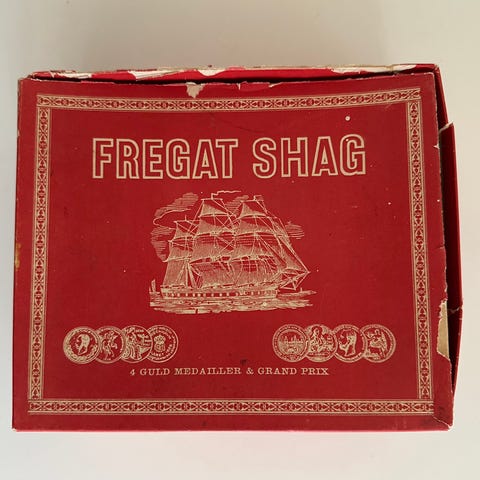 FREGAT SHAG
4 GULD MEDAILLER & GRAND PRIX